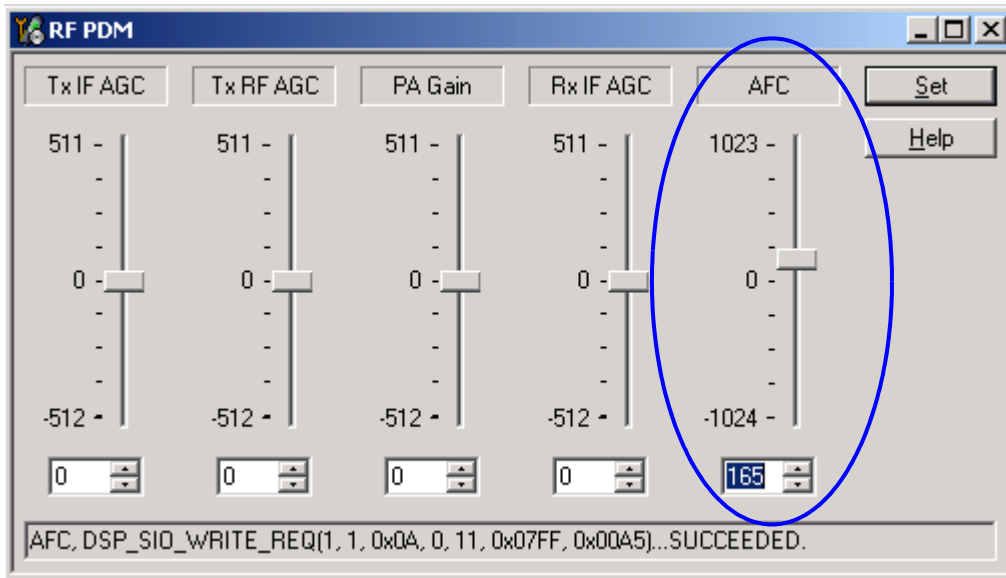 RF PDM
Tx IF AGC Tx RF AGC PA Gain Rx IF AGC AFC Set
Help
511 - 511 - 511 - 511 - 1023 -
0 - 0 - 0 - 0 - 0 -
-512 - -512 - -512 - -512 - -1024 -
0 0 0 0 165
AFC, DSP_SIO_WRITE_REQ(1, 1, 0x0A, 0, 11, 0x07FF, 0x00A5)...SUCCEEDED.